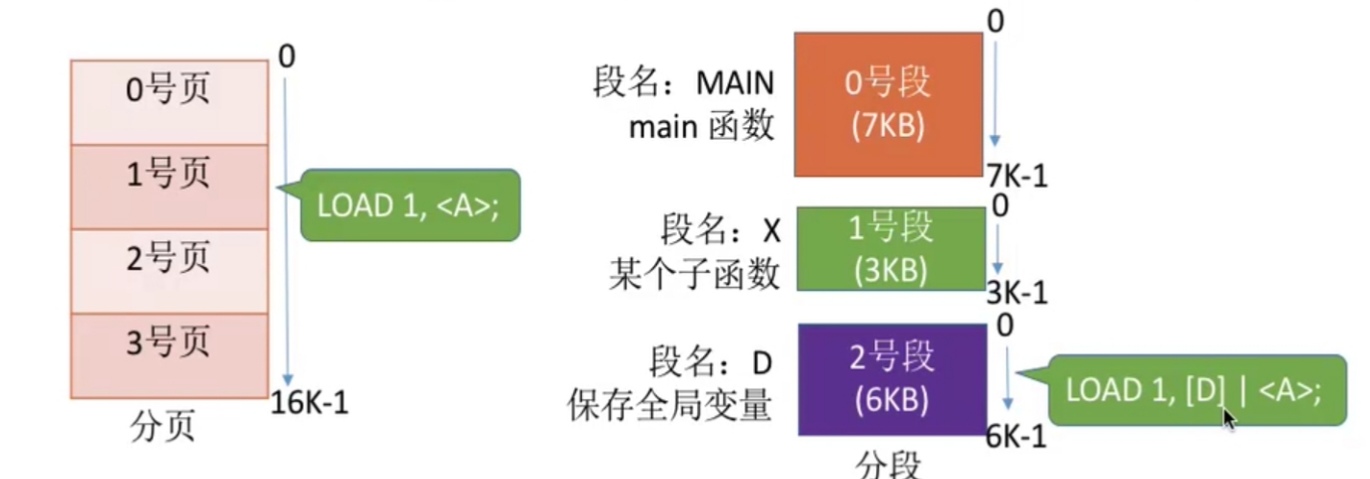 0
0号页
1号页
LOAD 1, <A>;
2号页
3号页
16K-1
分页
0
段名：MAIN
main 函数
0号段
(7KB)
7K-1
0
段名：X
某个子函数
1号段
(3KB)
3K-1
0
段名：D
保存全局变量
2号段
(6KB)
LOAD 1, [D] | <A>;
6K-1
分段